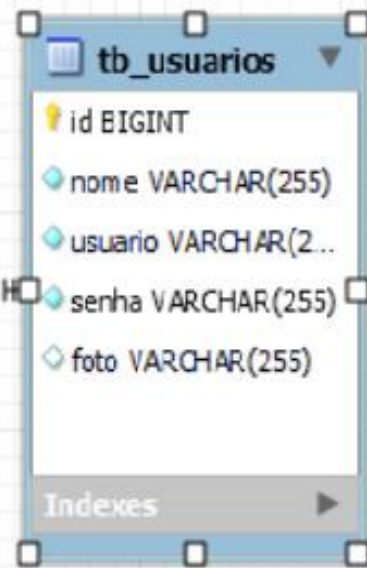 tb_usuarios
id BIGINT
nome VARCHAR(255)
usuario VARCHAR(2...
senha VARCHAR(255)
foto VARCHAR(255)
Indexes